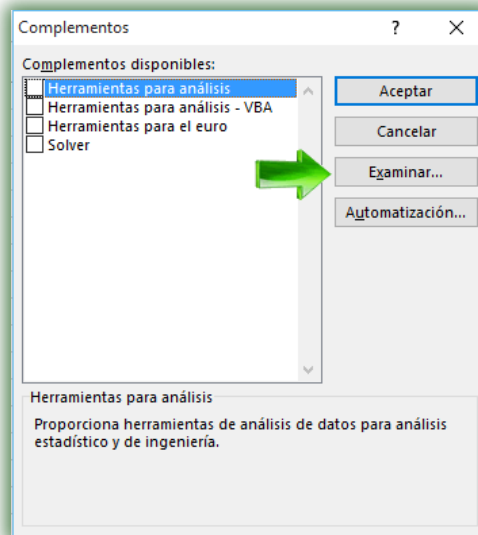 Complementos
Complementos disponibles:
Herramientas para análisis
Herramientas para análisis - VBA
Herramientas para el euro
Solver
Aceptar
Cancelar
Examinar...
Automatización...
Herramientas para análisis
Proporciona herramientas de análisis de datos para análisis
estadístico y de ingeniería.